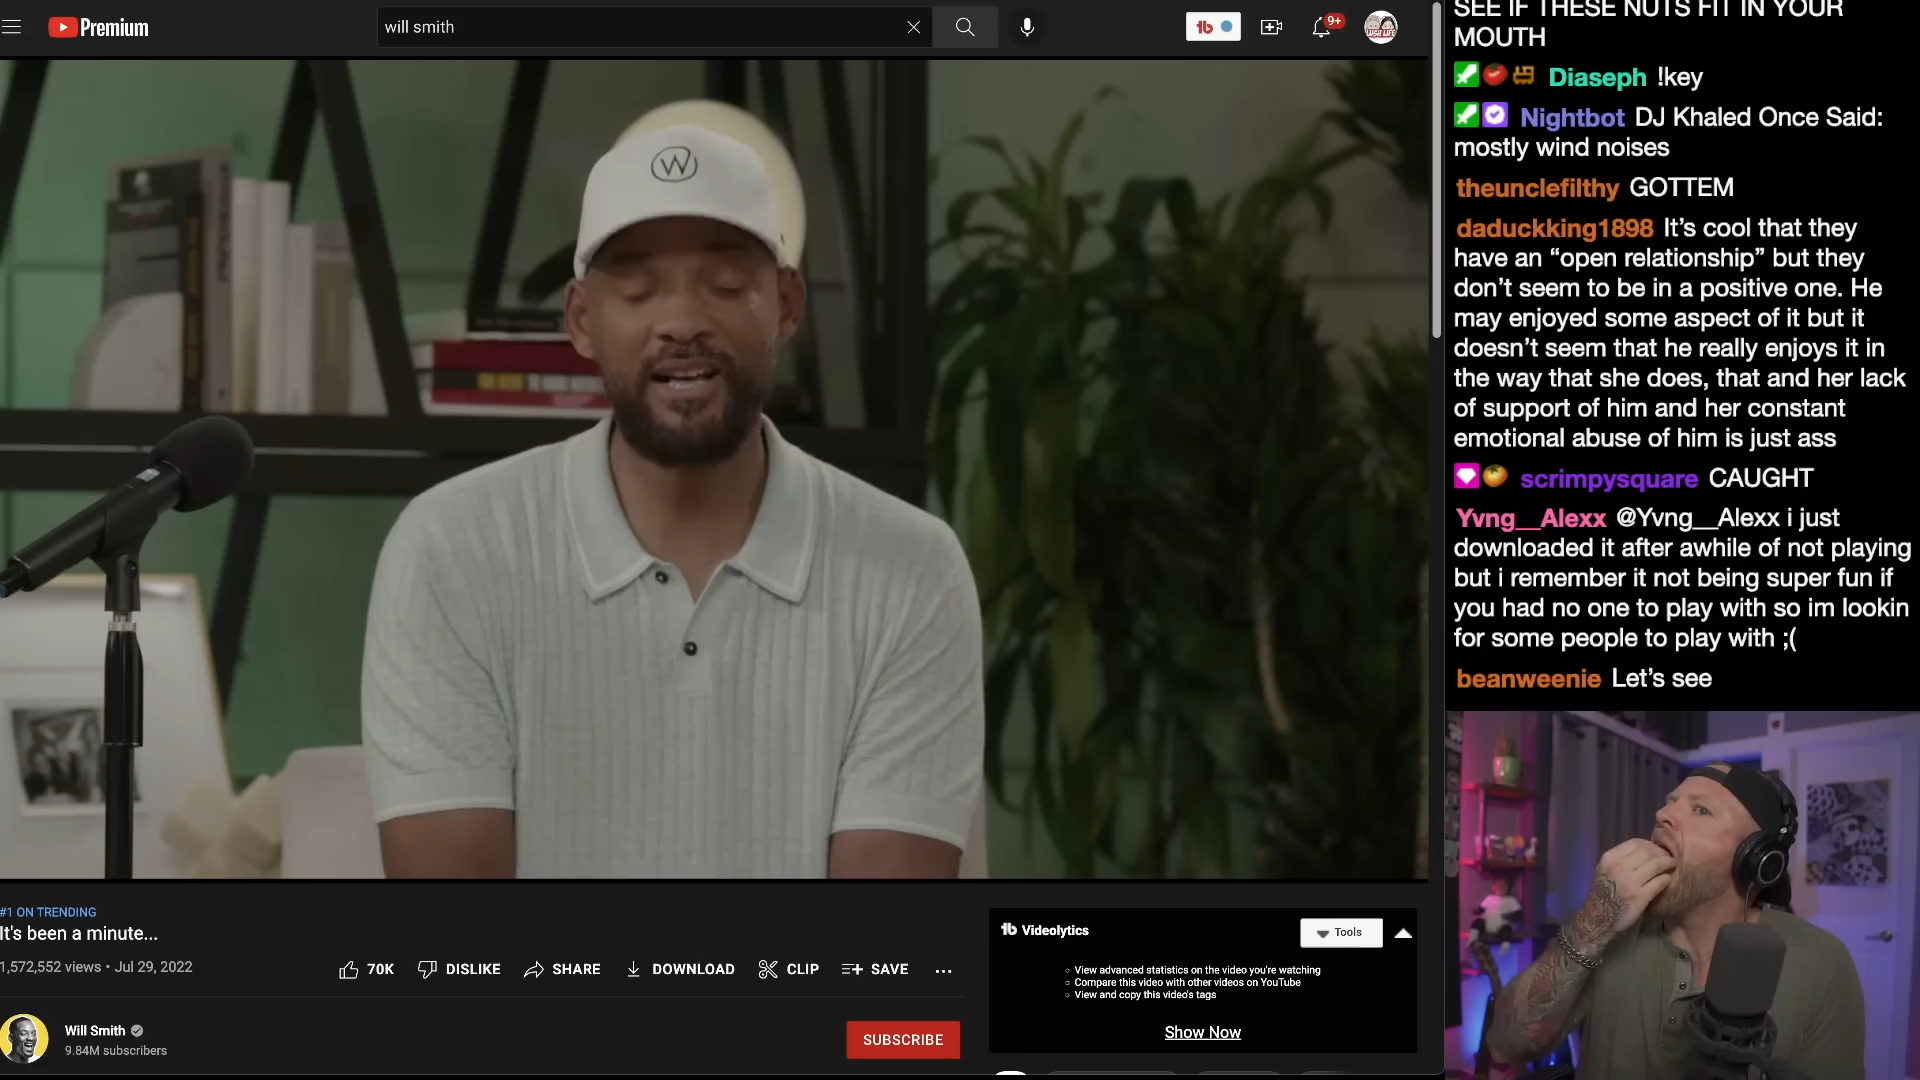 Premium
will smith
9+
SEE IF THESE NUTS FIT IN YOUR
MOUTH
Diaseph !key
Nightbot DJ Khaled Once Said:
mostly wind noises
theunclefilthy GOTTEM
daduckking1898 It's cool that they
have an “open relationship” but they
don't seem to be in a positive one. He
may enjoyed some aspect of it but it
doesn't seem that he really enjoys it in
the way that she does, that and her lack
of support of him and her constant
emotional abuse of him is just ass
scrimpysquare CAUGHT
Yvng__Alexx @Yvng__Alexx i just
downloaded it after awhile of not playing
but i remember it not being super fun if
you had no one to play with so im lookin
for some people to play with ;(
beanweenie Let's see
W
#1 ON TRENDING
It's been a minute...
1,572,552 views • Jul 29, 2022
70K
DISLIKE
SHARE
DOWNLOAD
CLIP
SAVE
...
Will Smith
9.84M subscribers
SUBSCRIBE
tb Videolytics
Tools
View advanced statistics on the video you're watching
Compare this video with other videos on YouTube
View and copy this video's tags
Show Now